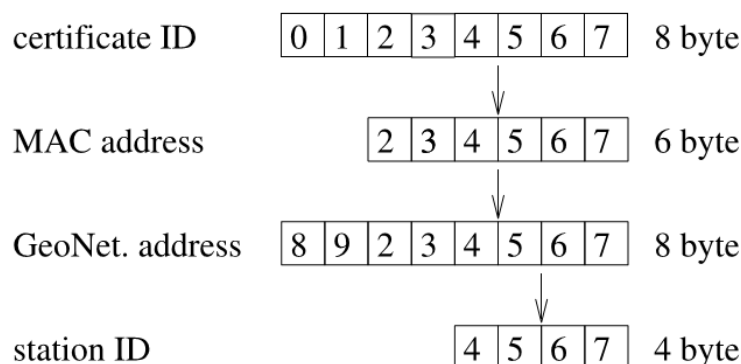 certificate ID 0 1 2 3 4 5 6 7 8 byte
MAC address 2 3 4 5 6 7 6 byte
GeoNet. address 8 9 2 3 4 5 6 7 8 byte
station ID 4 5 6 7 4 byte